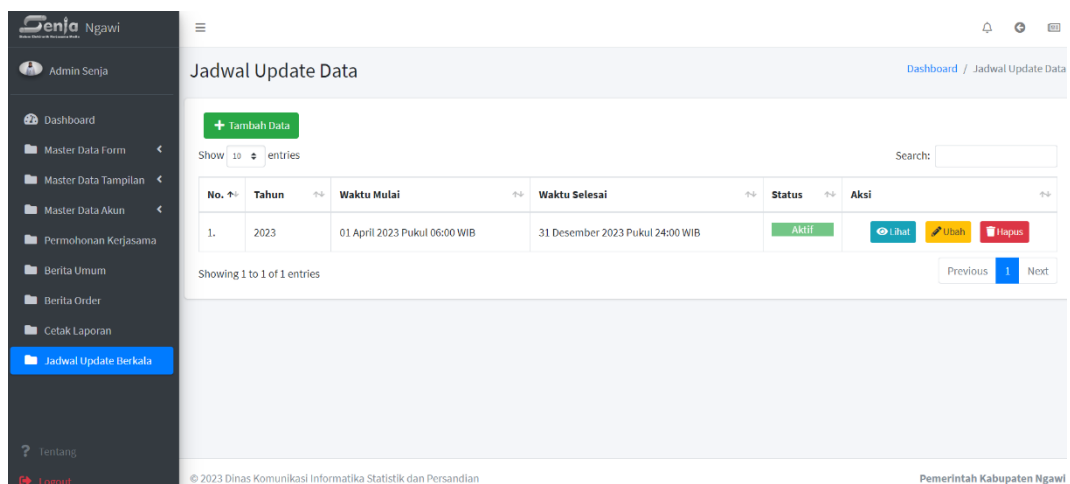 Senja Ngawi
Admin Senja
Dashboard
Master Data Form
Master Data Tampilan
Master Data Akun
Permohonan Kerjasama
Berita Umum
Berita Order
Cetak Laporan
Jadwal Update Berkala
? Tentang
Logout
Jadwal Update Data
Dashboard / Jadwal Update Data
+ Tambah Data
Show 10 entries
Search:
No. Tahun Waktu Mulai Waktu Selesai Status Aksi
1. 2023 01 April 2023 Pukul 06:00 WIB 31 Desember 2023 Pukul 24:00 WIB Aktif Lihat Ubah Hapus
Showing 1 to 1 of 1 entries
Previous 1 Next
© 2023 Dinas Komunikasi Informatika Statistik dan Persandian
Pemerintah Kabupaten Ngawi